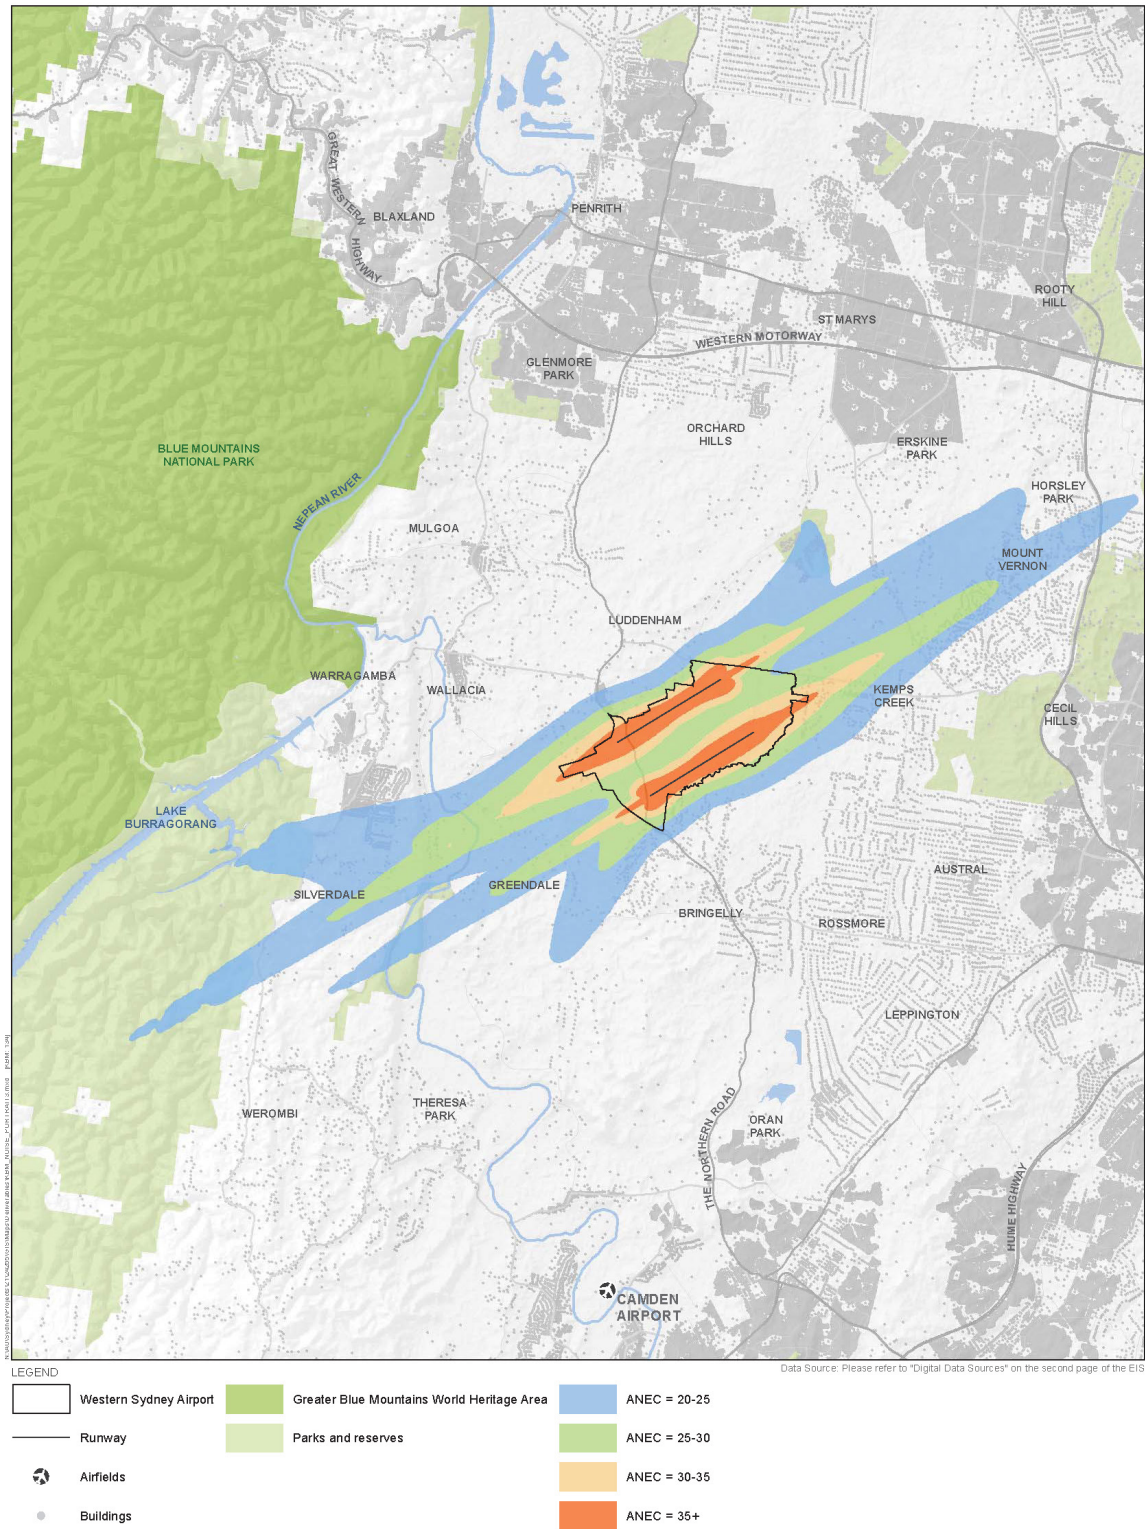 GREAT WESTERN
HIGHWAY
BLAXLAND
PENRITH
ROOTY
HILL
ST MARYS
WESTERN MOTORWAY
GLENMORE
PARK
ORCHARD
HILLS
ERSKINE
PARK
BLUE MOUNTAINS
NATIONAL PARK
NEPEAN RIVER
HORSLEY
PARK
MULGOA
MOUNT
VERNON
LUDDENHAM
WARRAGAMBA
WALLACIA
KEMPS
CREEK
CECIL
HILLS
LAKE
BURRAGORANG
SILVERDALE
GREENDALE
AUSTRAL
BRINGELLY
ROSSMORE
LEPPINGTON
WEROMBI
THERESA
PARK
ORAN
PARK
THE NORTHERN ROAD
HUME HIGHWAY
CAMDEN
AIRPORT
LEGEND
Data Source: Please refer to "Digital Data Sources" on the second page of the EIS
Western Sydney Airport
Runway
Airfields
Buildings
Greater Blue Mountains World Heritage Area
Parks and reserves
ANEC = 20-25
ANEC = 25-30
ANEC = 30-35
ANEC = 35+